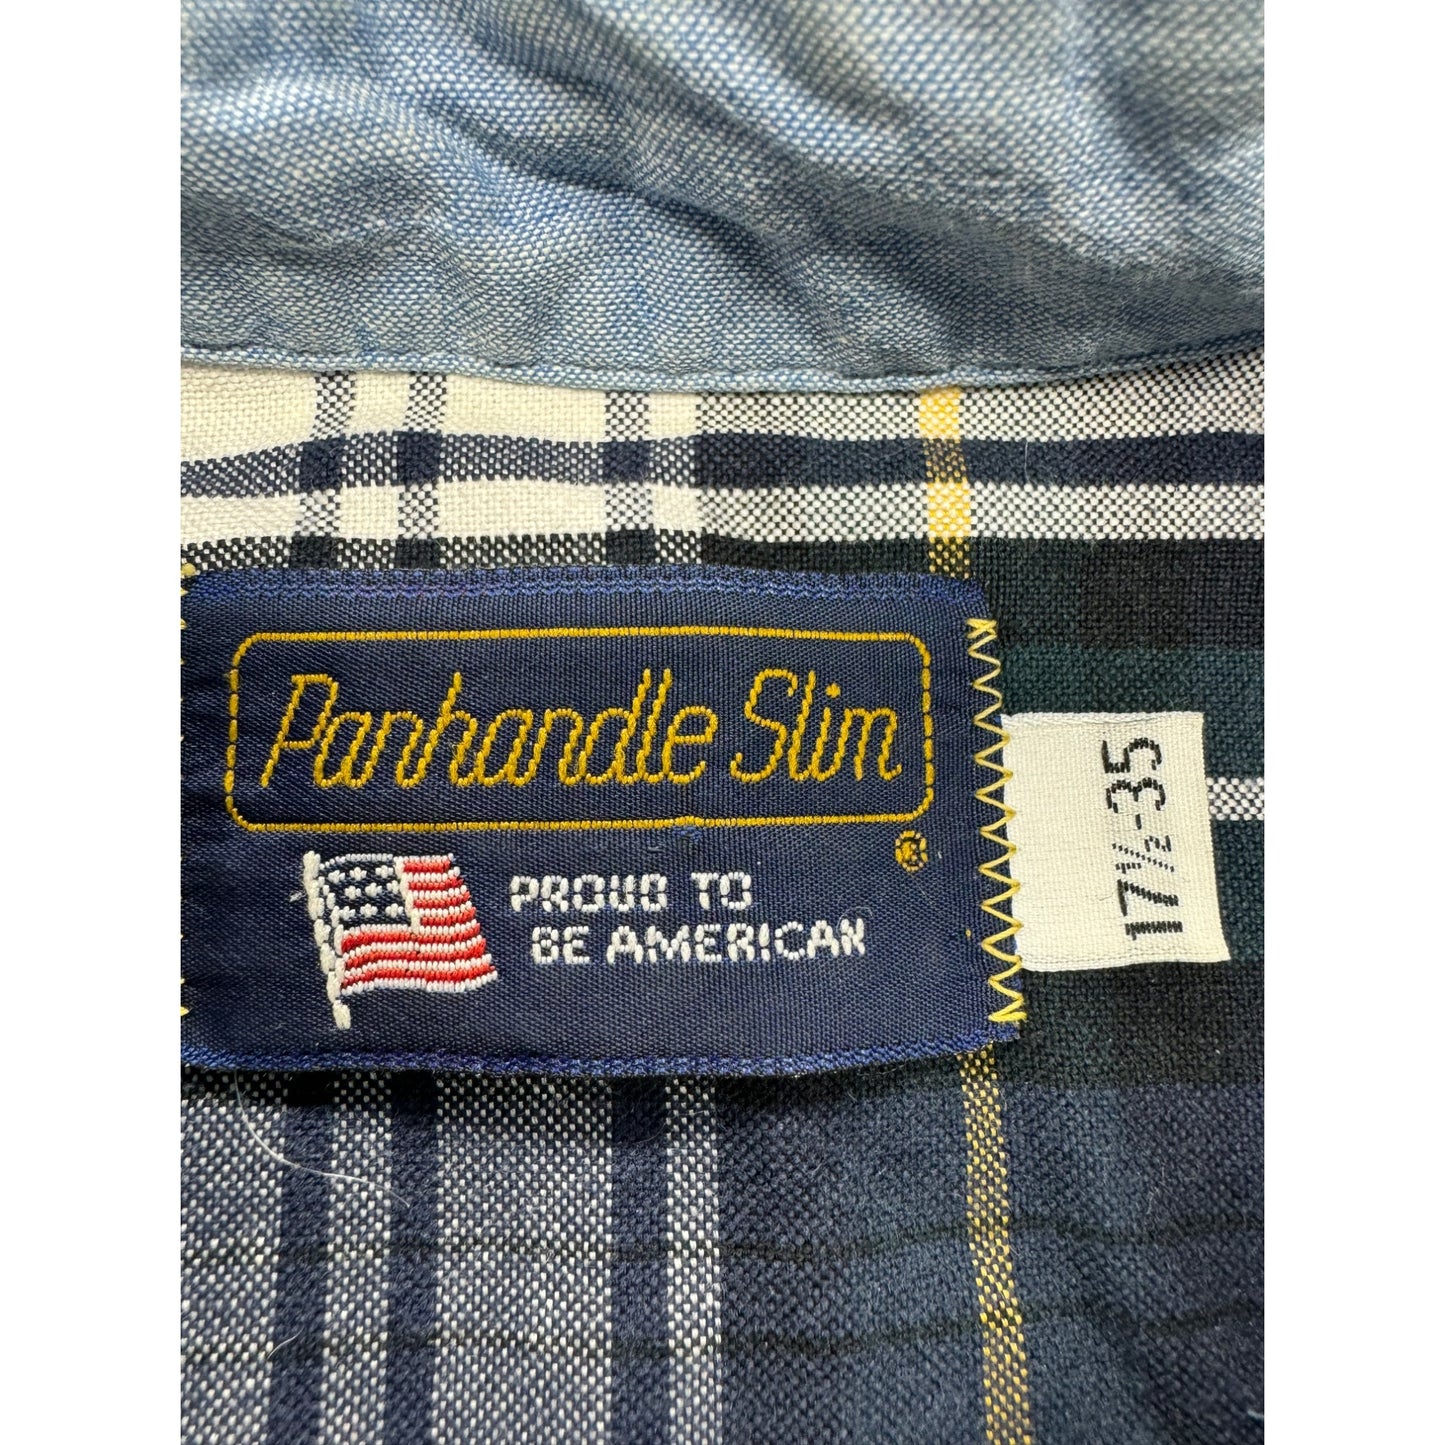 Panhandle Slim
®
PROUD TO
BE AMERICAN
17½-35